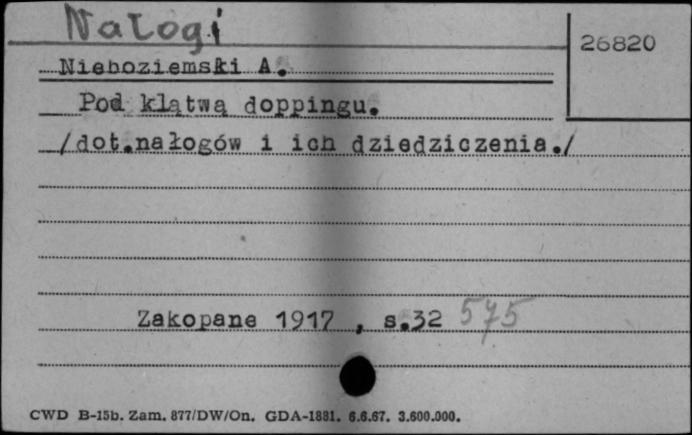 Nałogi
26820
Nieboziemski A.
Pod klątwą doppingu.
/dot.nałogów i ich dziedziczenia./
Zakopane 1917 , s.32 575
CWD B-15b. Zam. 877/DW/On. GDA-1881. 6.6.67. 3.600.000.